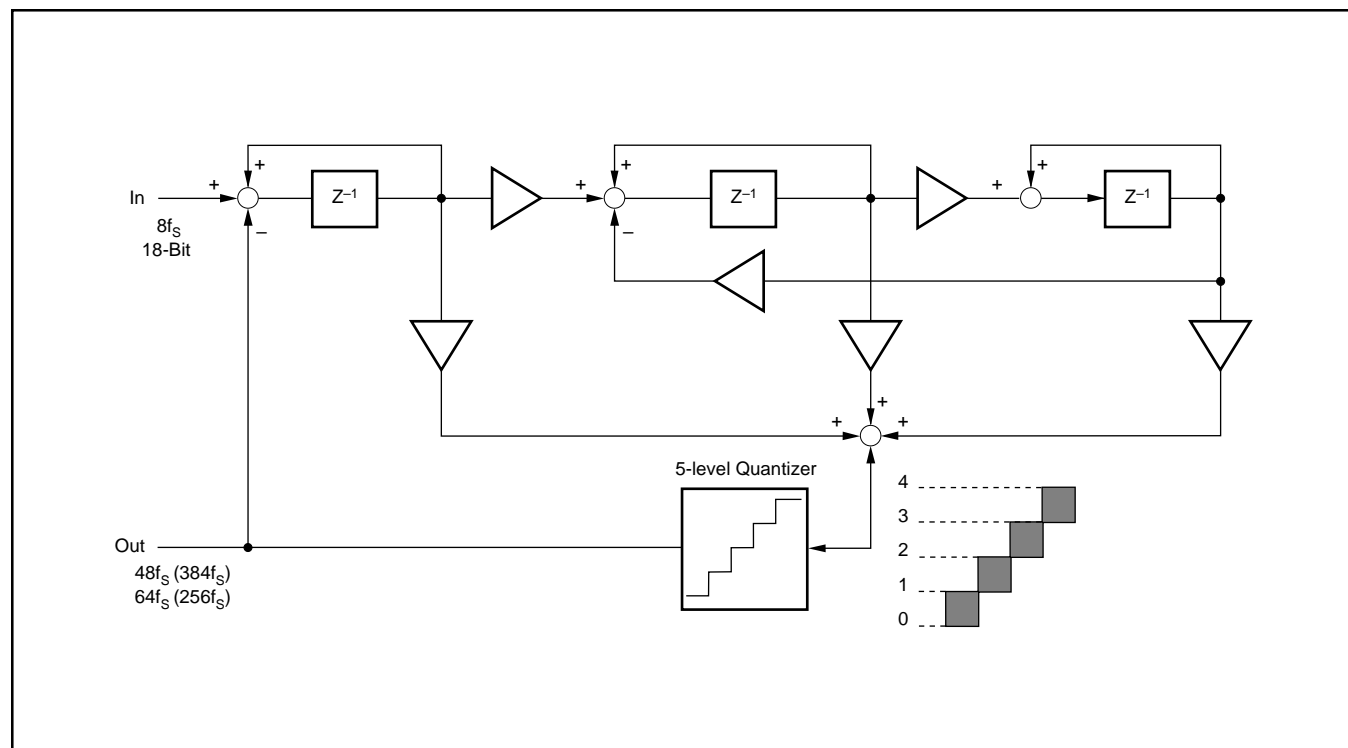 + + + +
In + Z–1 + Z–1 + Z–1
8fS
– –
18-Bit
+ + +
5-level Quantizer
4
3
Out
2
48fS (384fS)
1
64fS (256fS)
0